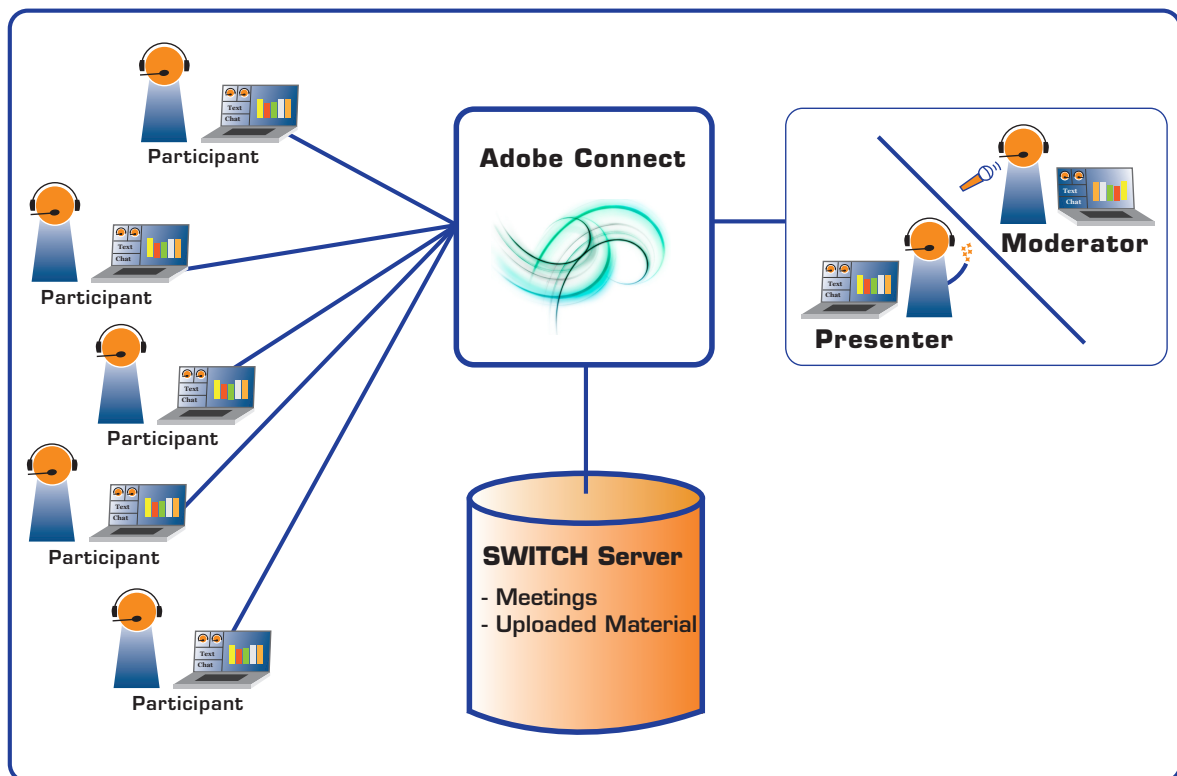 Text
Chat
Participant
Text
Chat
Participant
Text
Chat
Participant
Text
Chat
Participant
Text
Chat
Participant
Adobe Connect
SWITCH Server
- Meetings
- Uploaded Material
Text
Chat
Moderator
Text
Chat
Presenter